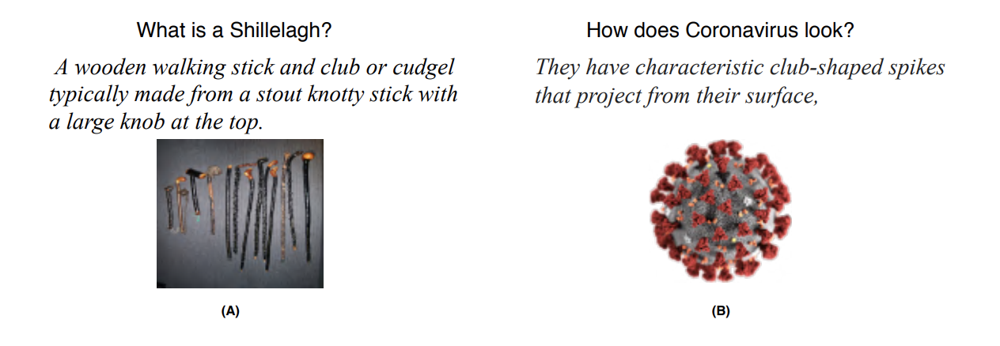 What is a Shillelagh?
A wooden walking stick and club or cudgel
typically made from a stout knotty stick with
a large knob at the top.
(A)
How does Coronavirus look?
They have characteristic club-shaped spikes
that project from their surface,
(B)